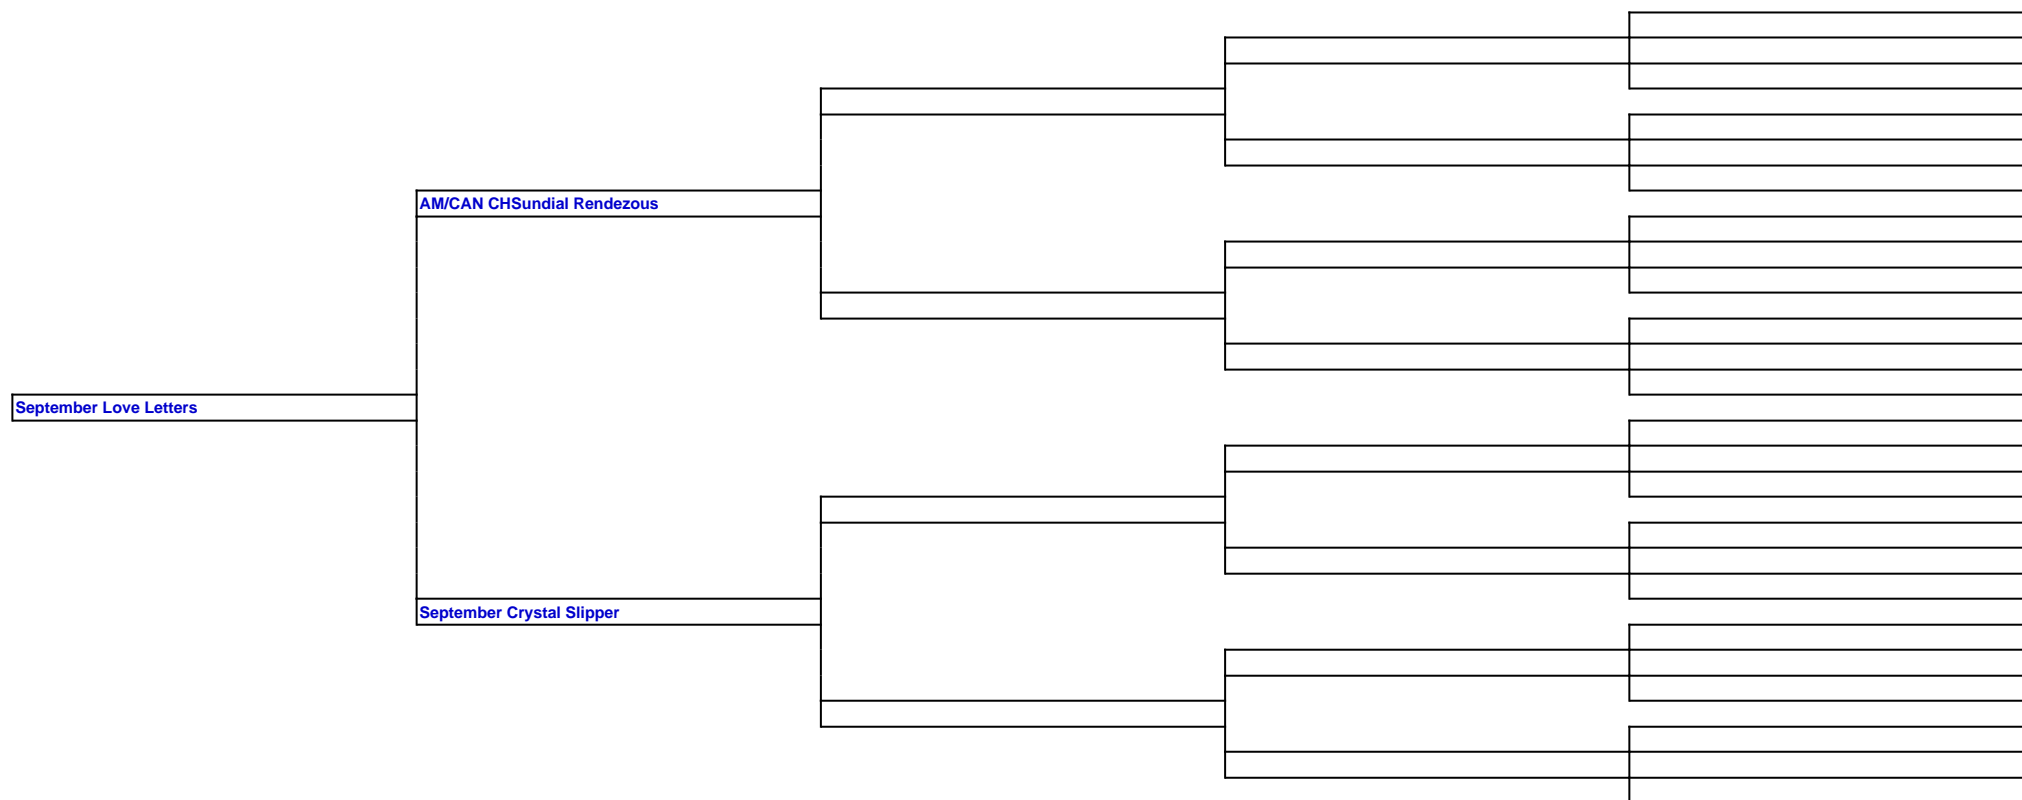 AM/CAN CHSundial Rendezous
September Love Letters
September Crystal Slipper